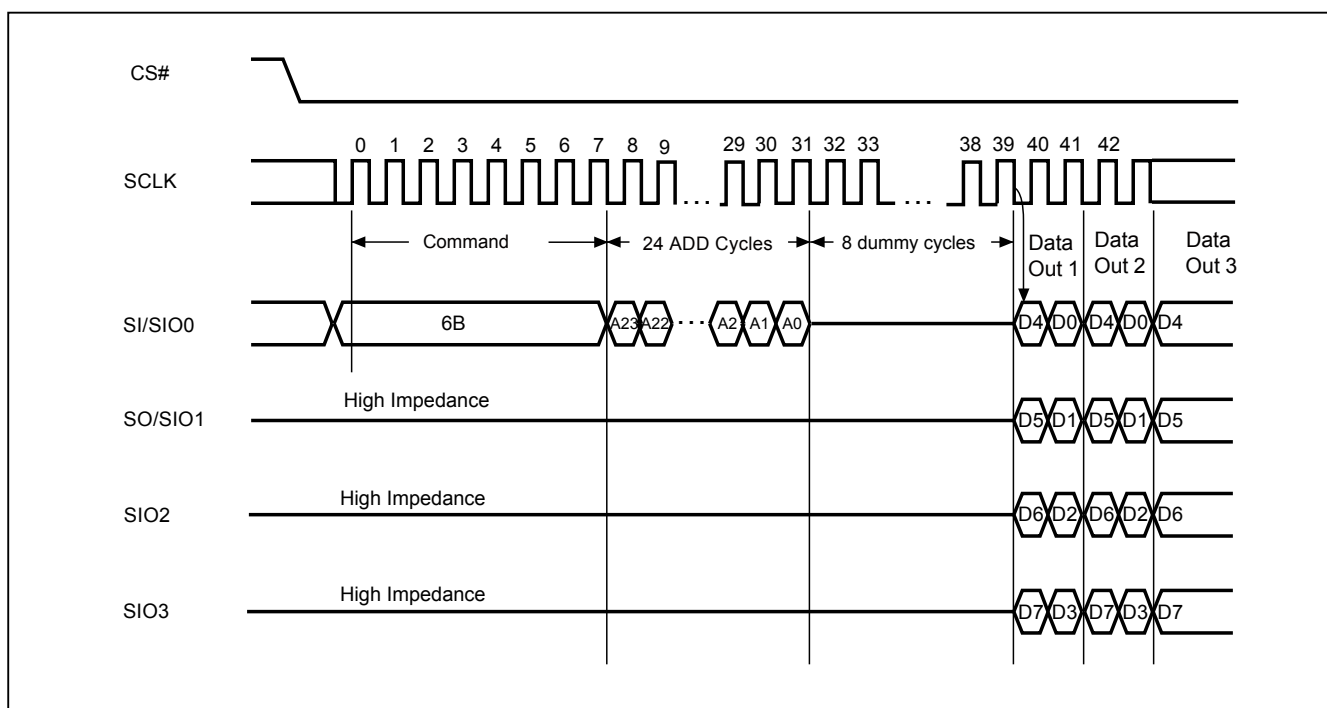 CS#
0 1 2 3 4 5 6 7 8 9 29 30 31 32 33 38 39 40 41 42
SCLK
Command 24 ADD Cycles 8 dummy cycles Data Out 1 Data Out 2 Data Out 3
SI/SIO0 6B A23 A22 A2 A1 A0 D4 D0 D4 D0 D4
High Impedance
SO/SIO1 D5 D1 D5 D1 D5
High Impedance
SIO2 D6 D2 D6 D2 D6
High Impedance
SIO3 D7 D3 D7 D3 D7